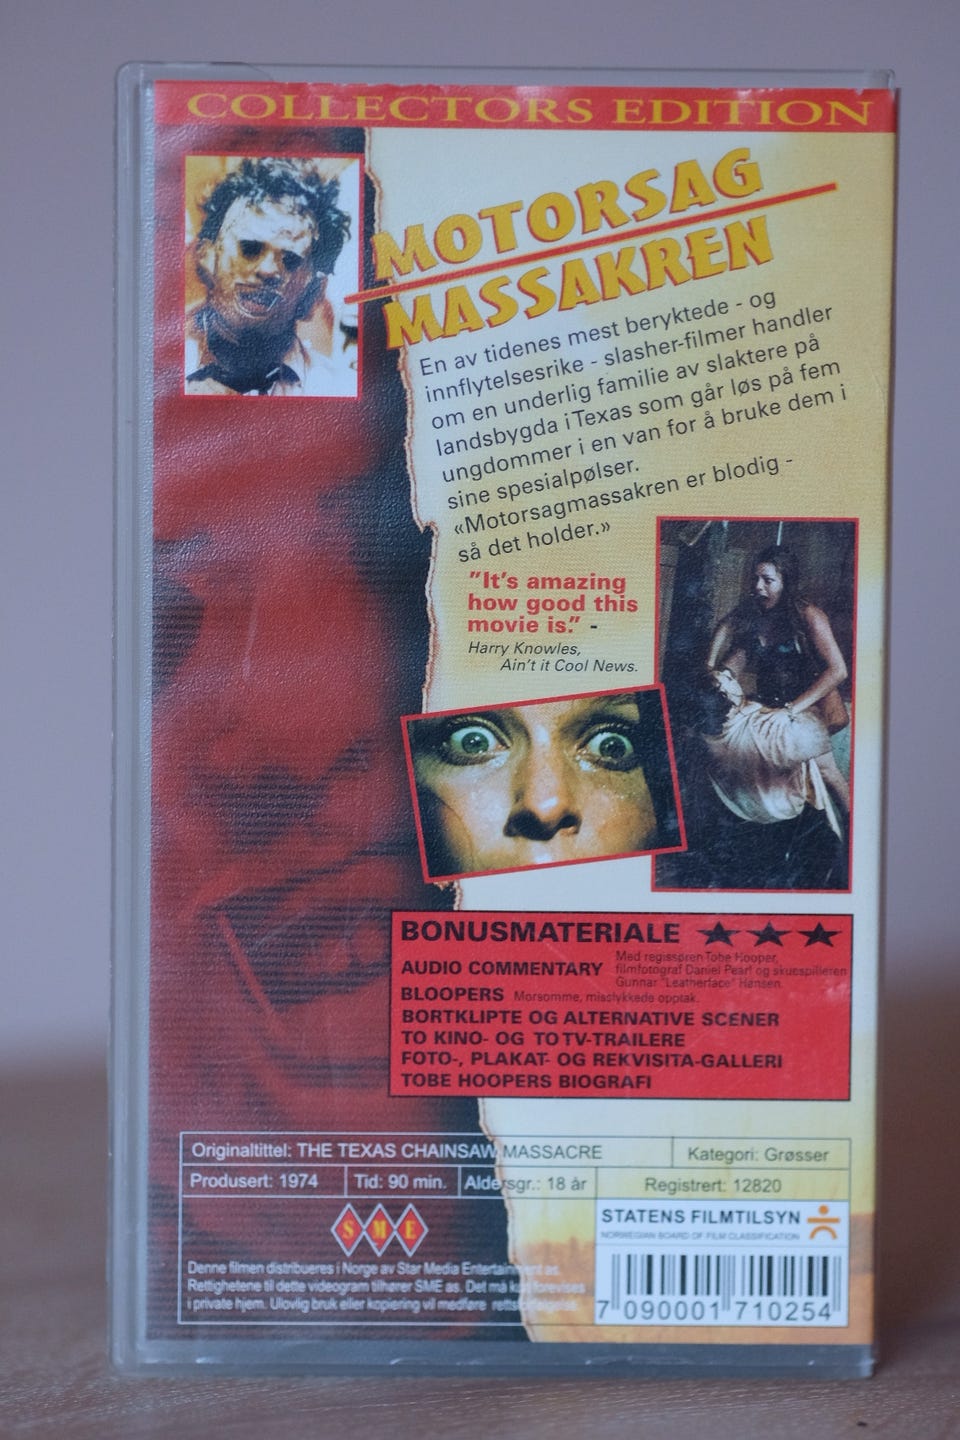 COLLECTORS EDITION
MOTORSAG
MASSAKREN
En av tidenes mest beryktede - og
innflytelsesrike - slasher-filmer handler
om en underlig familie av slaktere på
landsbygda i Texas som går løs på fem
ungdommer i en van for å bruke dem i
sine spesialpølser.
«Motorsagmassakren er blodig -
så det holder.»
"It's amazing
how good this
movie is." -
Harry Knowles,
Ain't it Cool News.
BONUSMATERIALE
AUDIO COMMENTARY Med regissøren Tobe Hooper,
filmfotograf Daniel Pearl og skuespilleren
Gunnar "Leatherface" Hansen.
BLOOPERS Morsomme, misslykkede opptak.
BORTKLIPTE OG ALTERNATIVE SCENER
TO KINO- OG TO TV-TRAILERE
FOTO-, PLAKAT- OG REKVISITA-GALLERI
TOBE HOOPERS BIOGRAFI
Originaltittel: THE TEXAS CHAINSAW MASSACRE Kategori: Grøsser
Produsert: 1974 Tid: 90 min. Aldersgr.: 18 år Registrert: 12820
SME
STATENS FILMTILSYN
NORWEGIAN BOARD OF FILM CLASSIFICATION
Denne filmen distribueres i Norge av Star Media Entertainment as.
Rettighetene til dette videogram tilhører SME as. Det må kun forevises
i private hjem. Ulovlig bruk eller kopiering vil medføre
7 090001 710254